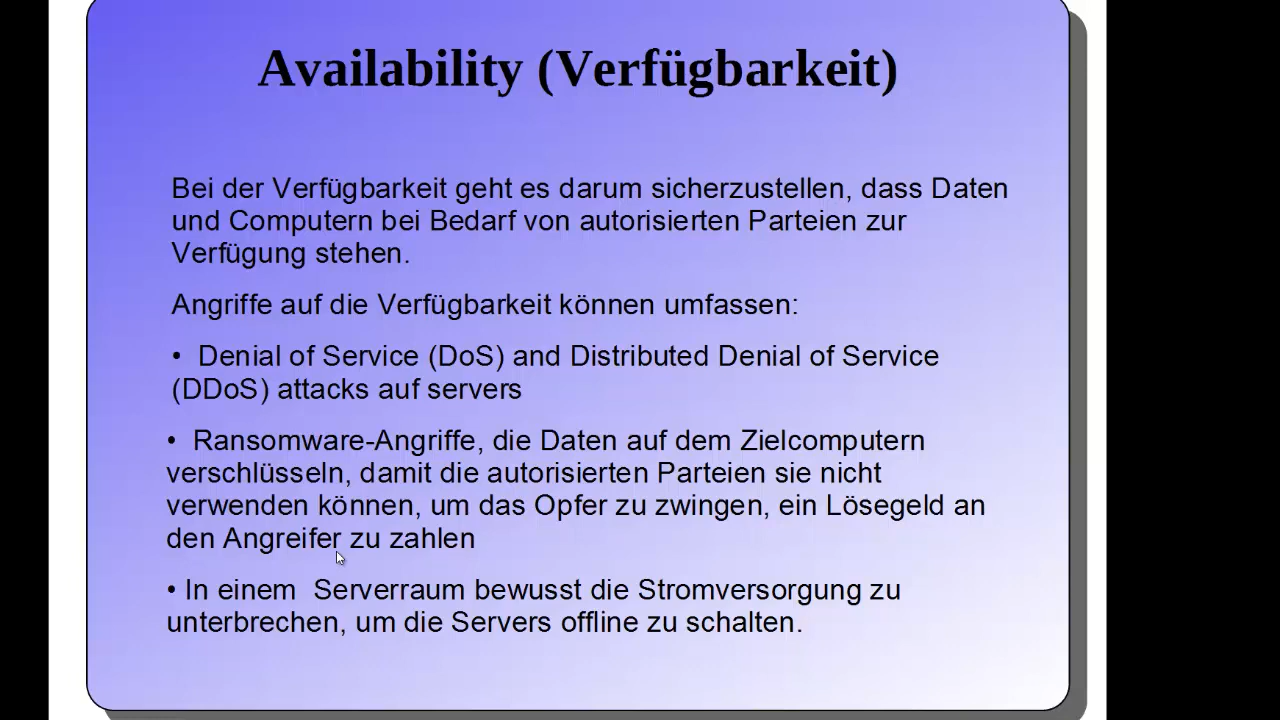 Availability (Verfügbarkeit)
Bei der Verfügbarkeit geht es darum sicherzustellen, dass Daten
und Computern bei Bedarf von autorisierten Parteien zur
Verfügung stehen.
Angriffe auf die Verfügbarkeit können umfassen:
• Denial of Service (DoS) and Distributed Denial of Service
(DDoS) attacks auf servers
• Ransomware-Angriffe, die Daten auf dem Zielcomputern
verschlüsseln, damit die autorisierten Parteien sie nicht
verwenden können, um das Opfer zu zwingen, ein Lösegeld an
den Angreifer zu zahlen
• In einem  Serverraum bewusst die Stromversorgung zu
unterbrechen, um die Servers offline zu schalten.